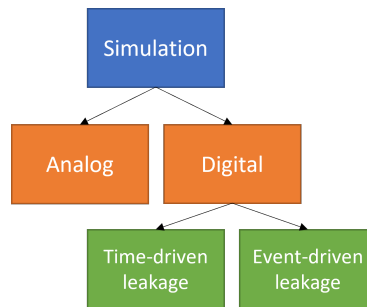 Simulation
Analog
Digital
Time-driven
leakage
Event-driven
leakage